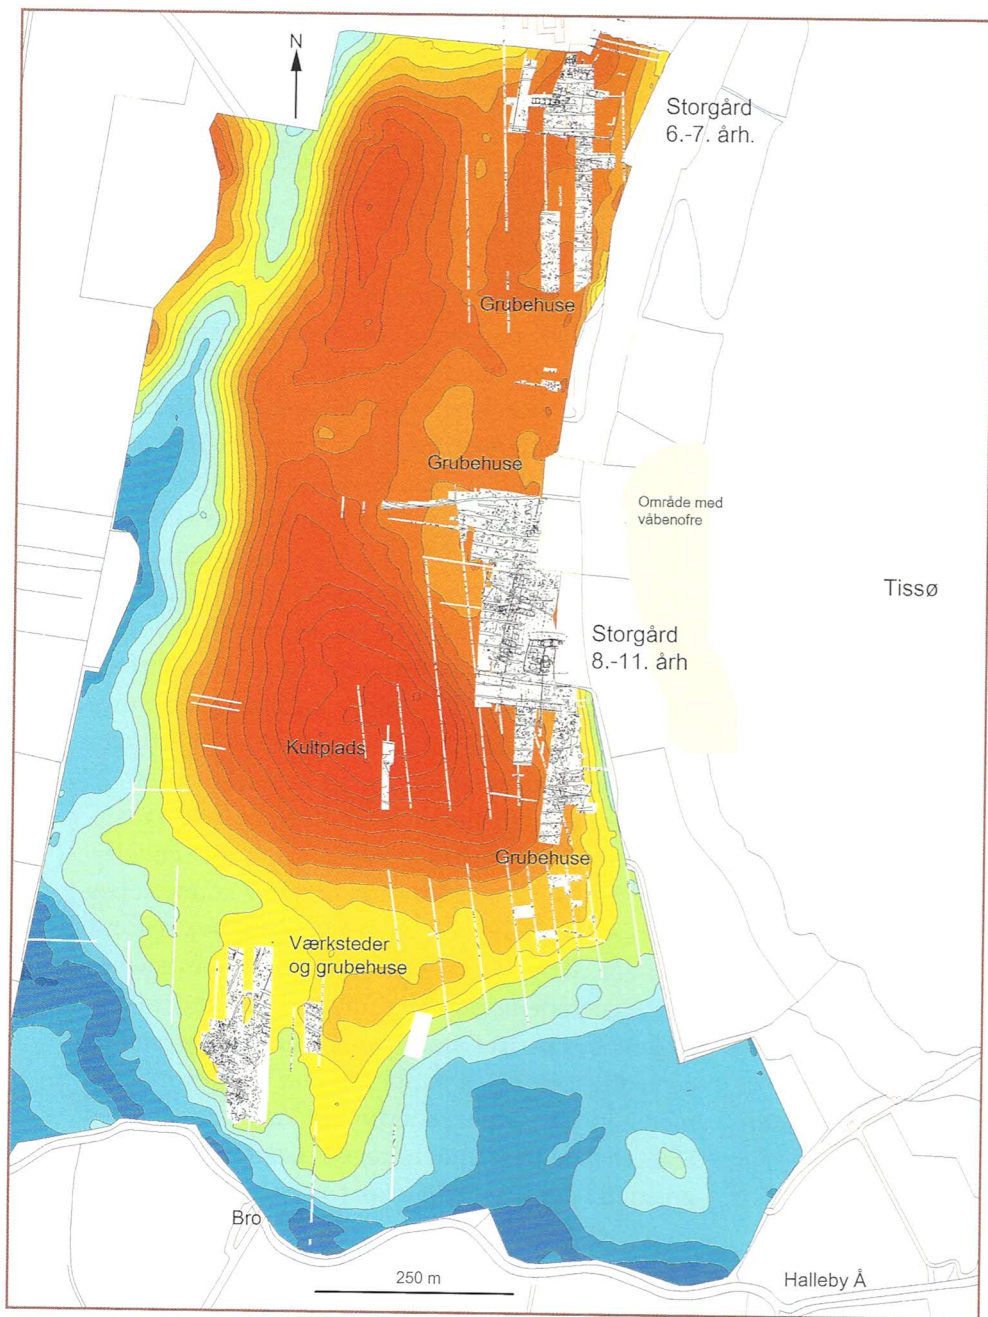 N
Storgård
6.-7. årh.
Grubehuse
Grubehuse
Område med
våbenofre
Tissø
Storgård
8.-11. årh
Kultplads
Grubehuse
Værksteder
og grubehuse
Bro
250 m
Halleby Å